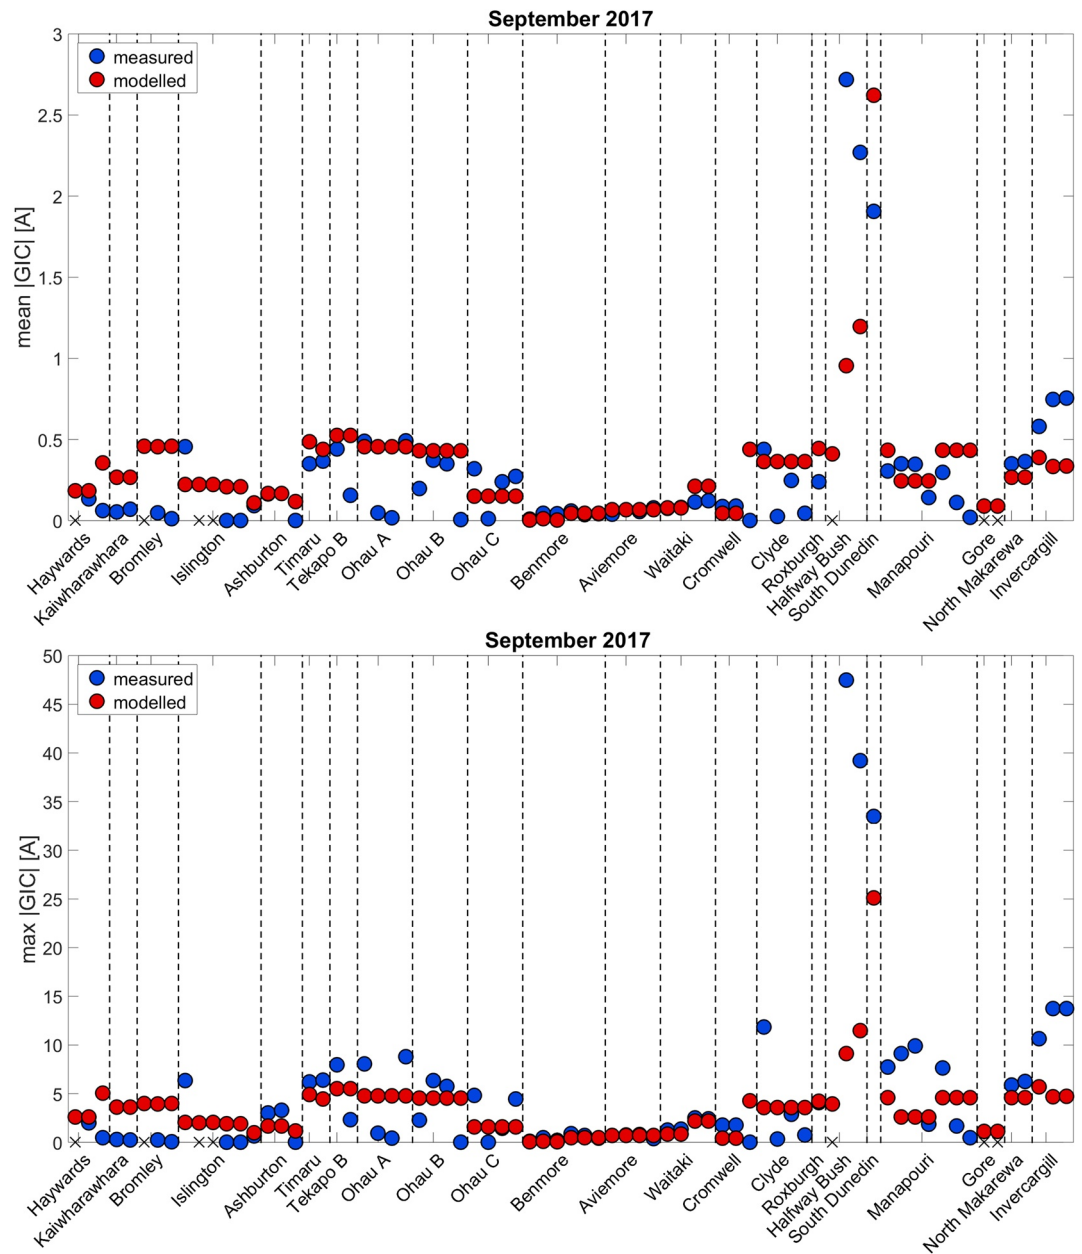 September 2017
3
2.5
2
1.5
1
0.5
0
mean |GIC| [A]
measured
modelled
Haywards
Kaiwharawhara
Bromley
Islington
Ashburton
Timaru
Tekapo B
Ohau A
Ohau B
Ohau C
Benmore
Aviemore
Waitaki
Cromwell
Clyde
Roxburgh
Halfway Bush
South Dunedin
Manapouri
Gore
North Makarewa
Invercargill
September 2017
50
45
40
35
30
25
20
15
10
5
0
max |GIC| [A]
measured
modelled
Haywards
Kaiwharawhara
Bromley
Islington
Ashburton
Timaru
Tekapo B
Ohau A
Ohau B
Ohau C
Benmore
Aviemore
Waitaki
Cromwell
Clyde
Roxburgh
Halfway Bush
South Dunedin
Manapouri
Gore
North Makarewa
Invercargill